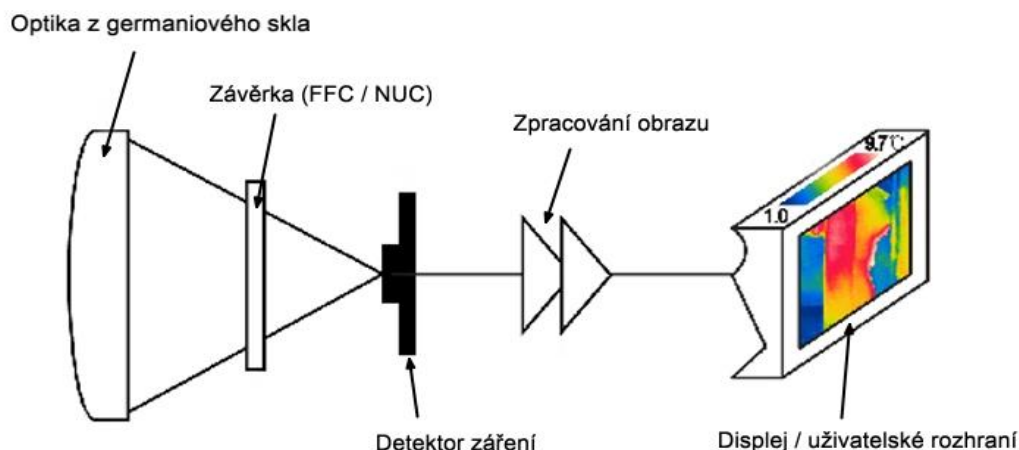 Optika z germaniového skla
Závěrka (FFC / NUC)
Zpracování obrazu
9.7℃
1.0
Detektor záření
Displej / uživatelské rozhraní